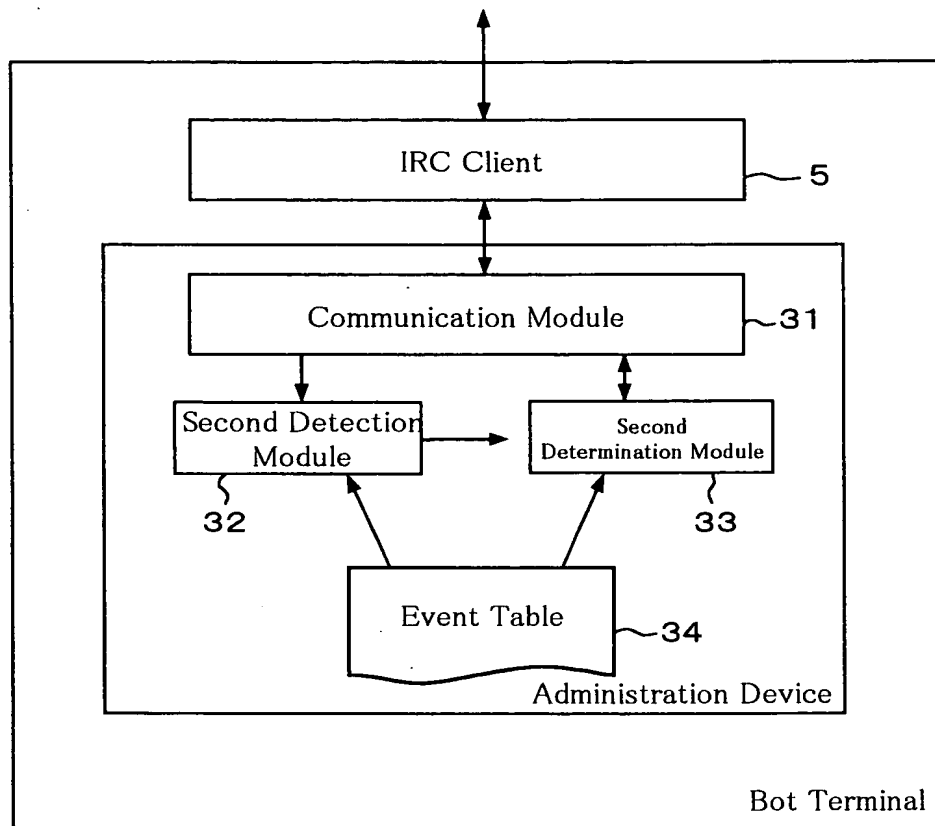 IRC Client
5
Communication Module
31
Second Detection
Module
Second
Determination Module
32
33
Event Table
34
Administration Device
Bot Terminal